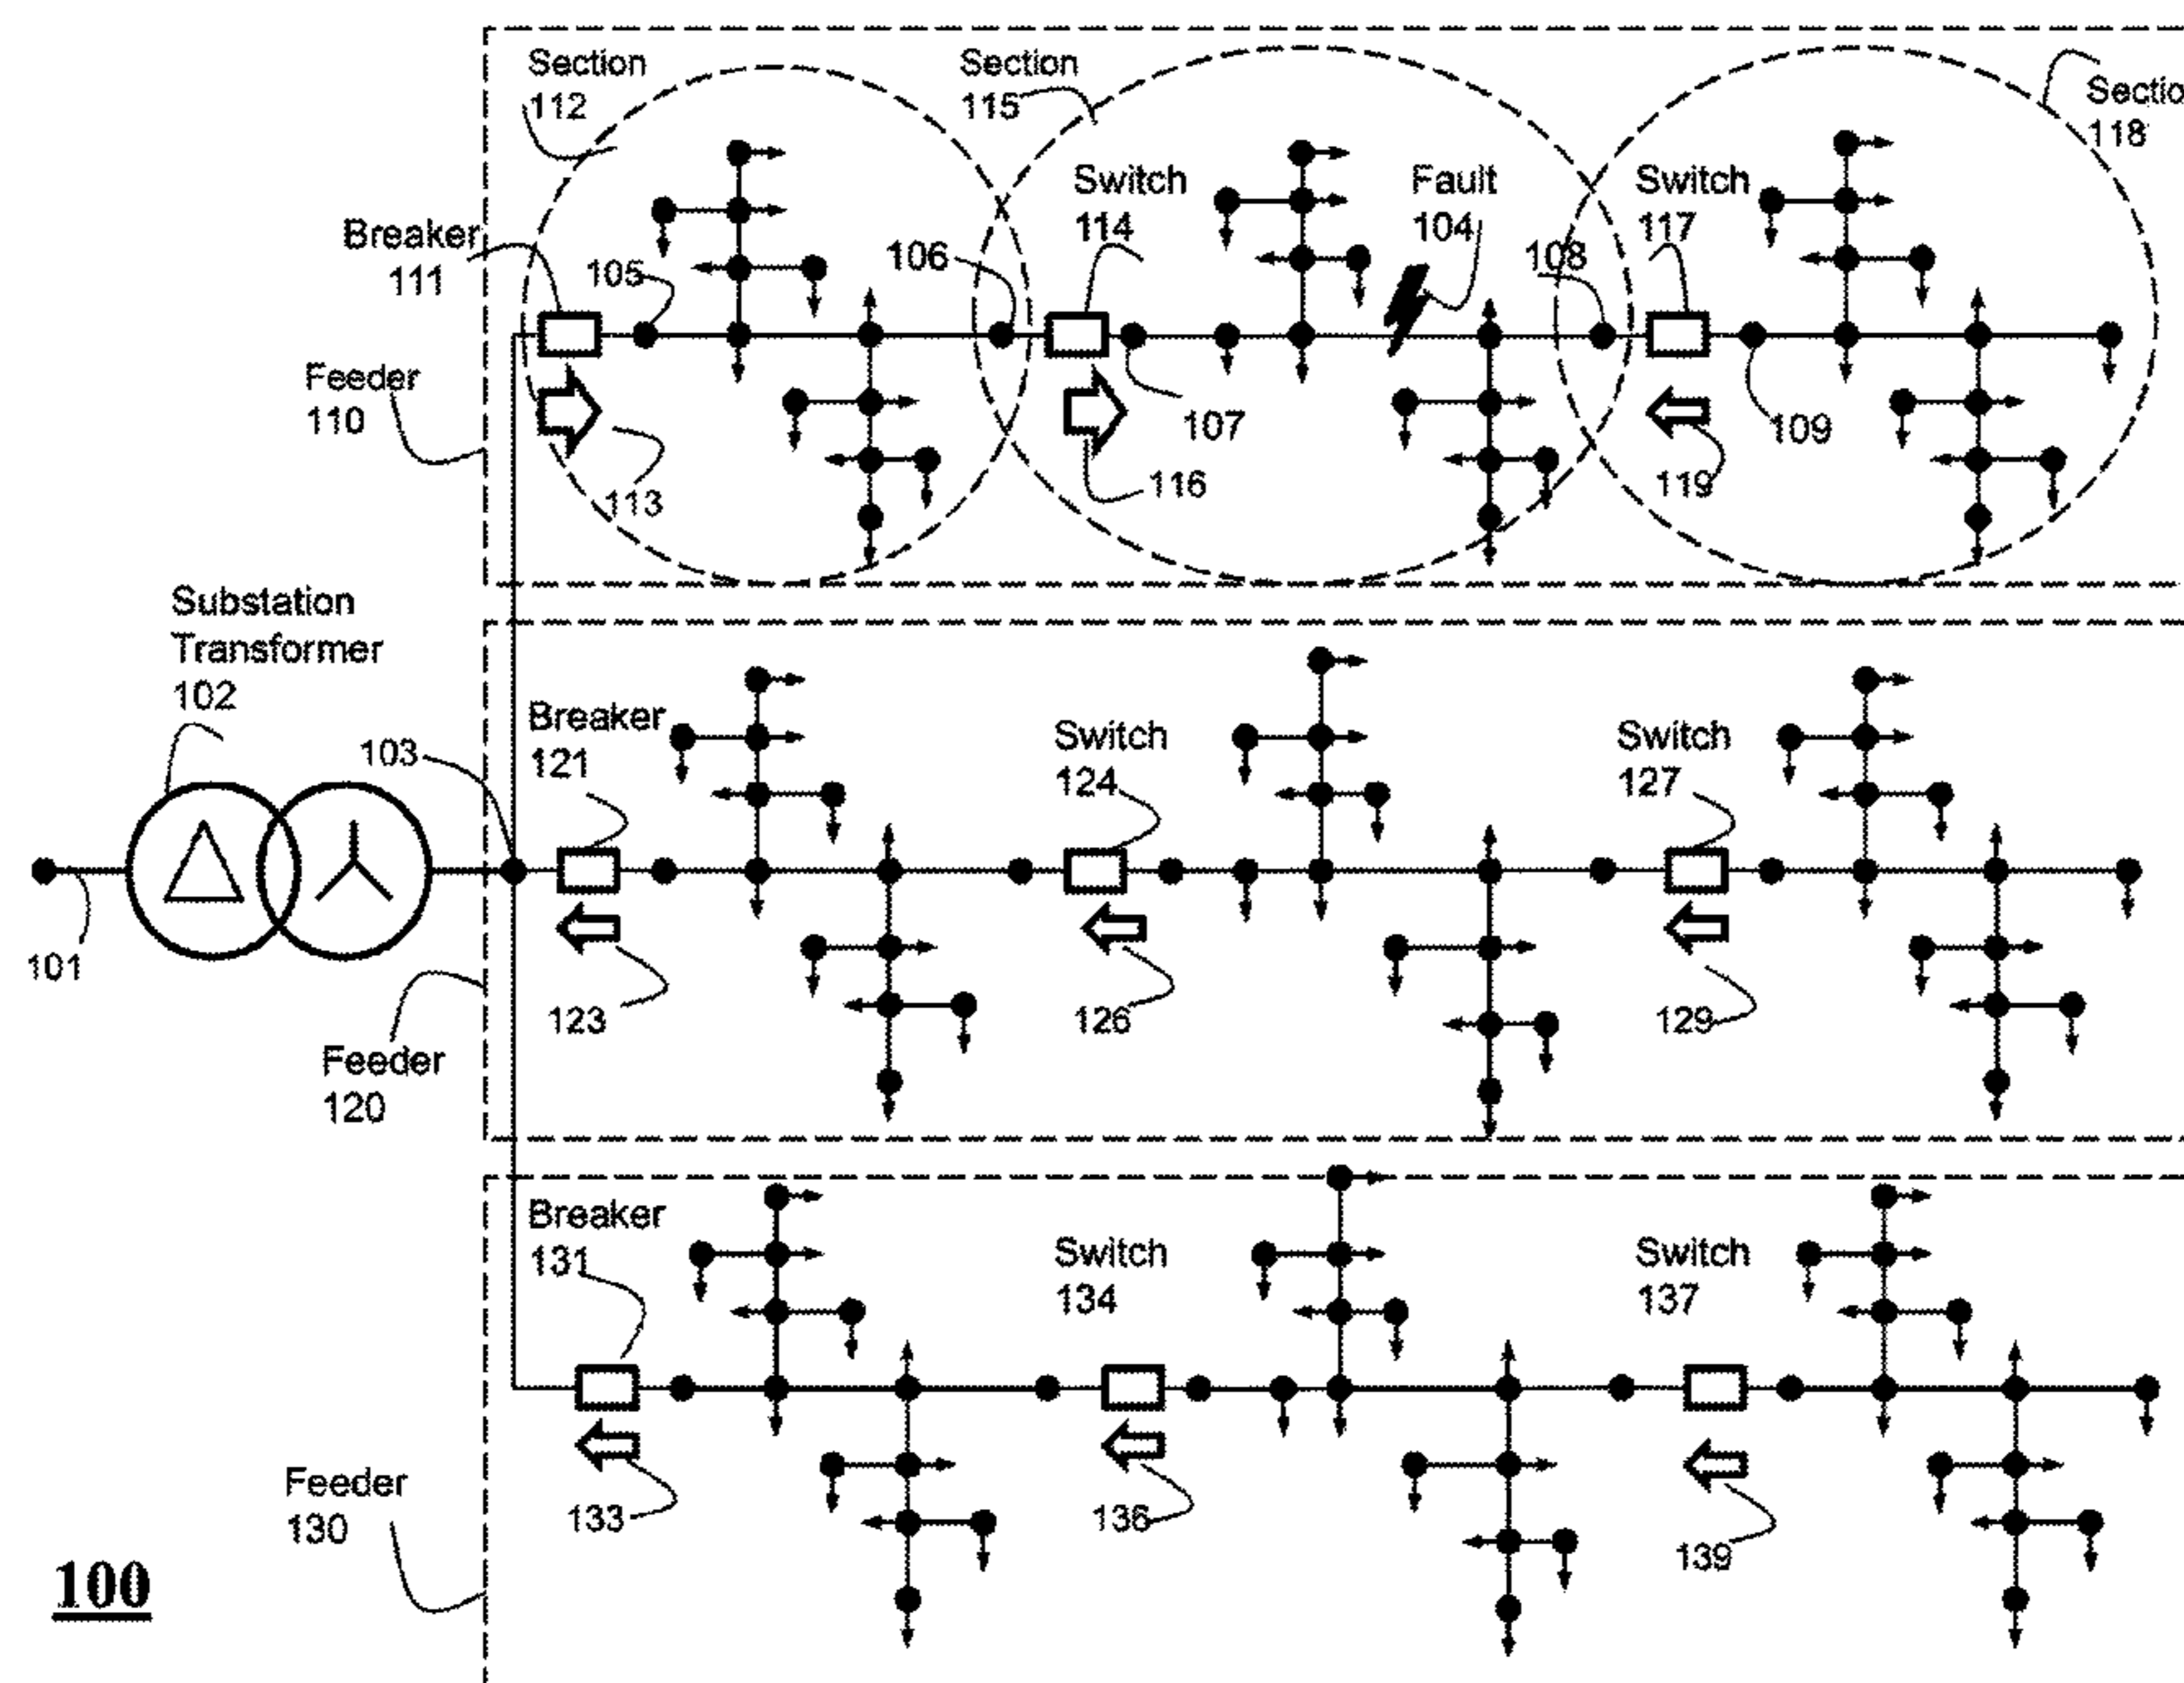 Section
112
Section
115
Sectio
118
Switch
114
Fault
104
Switch
117
Breaker
111
105
106
108
Feeder
110
107
109
113
116
119
Substation
Transformer
102
103
Breaker
121
Switch
124
Switch
127
101
123
126
129
Feeder
120
Breaker
131
Switch
134
Switch
137
Feeder
130
133
136
139
100